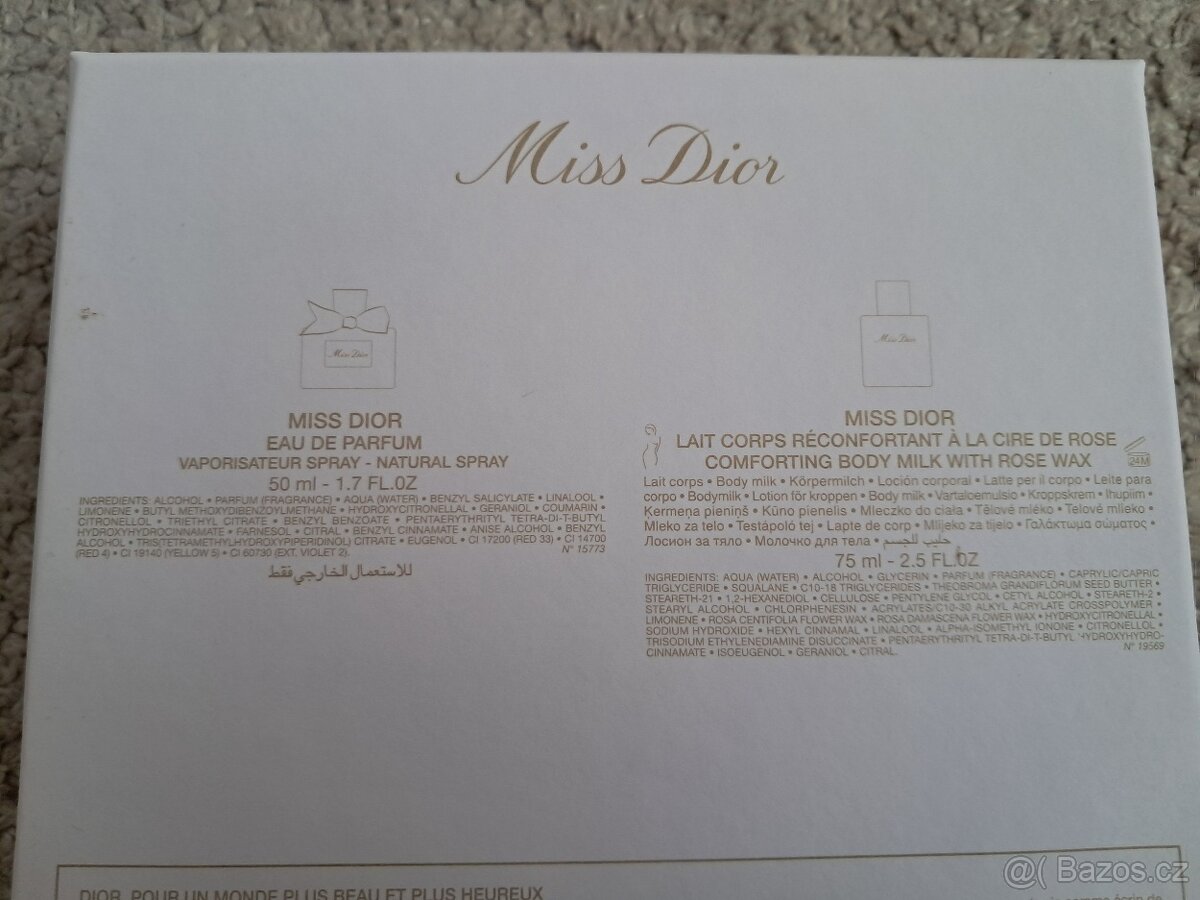 Miss Dior
Miss Dior
MISS DIOR
EAU DE PARFUM
VAPORISATEUR SPRAY - NATURAL SPRAY
50 ml - 1.7 FL.OZ
INGREDIENTS: ALCOHOL • PARFUM (FRAGRANCE) • AQUA (WATER) • BENZYL SALICYLATE • LINALOOL •
LIMONENE • BUTYL METHOXYDIBENZOYLMETHANE • HYDROXYCITRONELLAL • GERANIOL • COUMARIN •
CITRONELLOL • TRIETHYL CITRATE • BENZYL BENZOATE • PENTAERYTHRITYL TETRA-DI-T-BUTYL
HYDROXYHYDROCINNAMATE • FARNESOL • CITRAL • BENZYL CINNAMATE • ANISE ALCOHOL • BENZYL
ALCOHOL • TRIS(TETRAMETHYLHYDROXYPIPERIDINOL) CITRATE • EUGENOL • CI 17200 (RED 33) • CI 14700
(RED 4) • CI 19140 (YELLOW 5) • CI 60730 (EXT. VIOLET 2).
N° 15773
للاستعمال الخارجي فقط
Miss Dior
MISS DIOR
LAIT CORPS RÉCONFORTANT À LA CIRE DE ROSE
COMFORTING BODY MILK WITH ROSE WAX
24M
Lait corps • Body milk • Körpermilch • Loción corporal • Latte per il corpo • Leite para
corpo • Bodymilk • Lotion för kroppen • Body milk • Vartaloemulsio • Kroppskrem • Ihupiim •
Ķermeņa pieniņš • Kūno pienelis • Mleczko do ciała • Tělové mléko • Telové mlieko •
Mleko za telo • Testápoló tej • Lapte de corp • Mlijeko za tijelo • Γαλάκτωμα σώματος •
Лосион за тяло • Молочко для тела • حليب للجسم
75 ml - 2.5 FL.OZ
INGREDIENTS: AQUA (WATER) • ALCOHOL • GLYCERIN • PARFUM (FRAGRANCE) • CAPRYLIC/CAPRIC
TRIGLYCERIDE • SQUALANE • C10-18 TRIGLYCERIDES • THEOBROMA GRANDIFLORUM SEED BUTTER •
STEARETH-21 • 1,2-HEXANEDIOL • CELLULOSE • PENTYLENE GLYCOL • CETYL ALCOHOL • STEARETH-2 •
STEARYL ALCOHOL • CHLORPHENESIN • ACRYLATES/C10-30 ALKYL ACRYLATE CROSSPOLYMER •
LIMONENE • ROSA CENTIFOLIA FLOWER WAX • ROSA DAMASCENA FLOWER WAX • HYDROXYCITRONELLAL •
SODIUM HYDROXIDE • HEXYL CINNAMAL • LINALOOL • ALPHA-ISOMETHYL IONONE • CITRONELLOL •
TRISODIUM ETHYLENEDIAMINE DISUCCINATE • PENTAERYTHRITYL TETRA-DI-T-BUTYL HYDROXYHYDRO-
CINNAMATE • ISOEUGENOL • GERANIOL • CITRAL.
N° 19569
DIOR, POUR UN MONDE PLUS BEAU ET PLUS HEUREUX
Bazos.cz